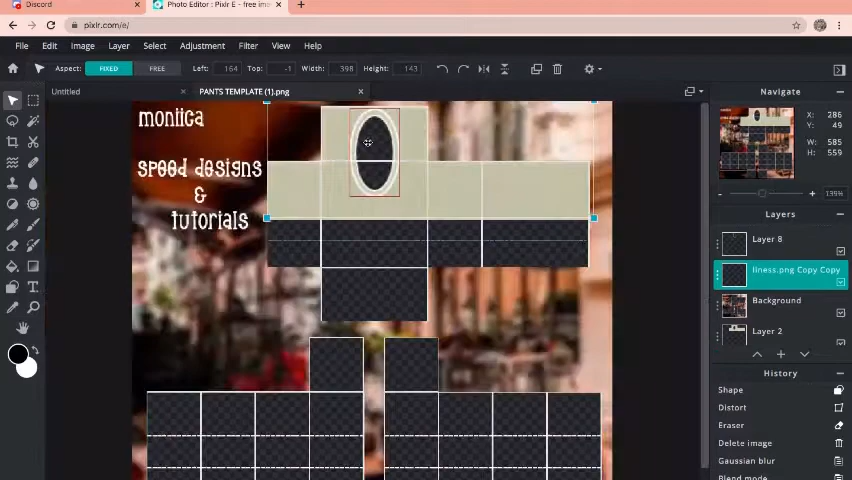 Discord
Photo Editor : Pixlr E - free ima
pixlr.com/e/
File Edit Image Layer Select Adjustment Filter View Help
Aspect: FIXED FREE Left: 164 Top: -1 Width: 398 Height: 143
Untitled
PANTS TEMPLATE (1).png
Navigate
X: 286
Y: 49
W: 585
H: 559
139%
Layers
Layer 8
liness.png Copy Copy
Background
Layer 2
History
Shape
Distort
Eraser
Delete image
Gaussian blur
Blend mode
moniica
speed designs
&
tutorials